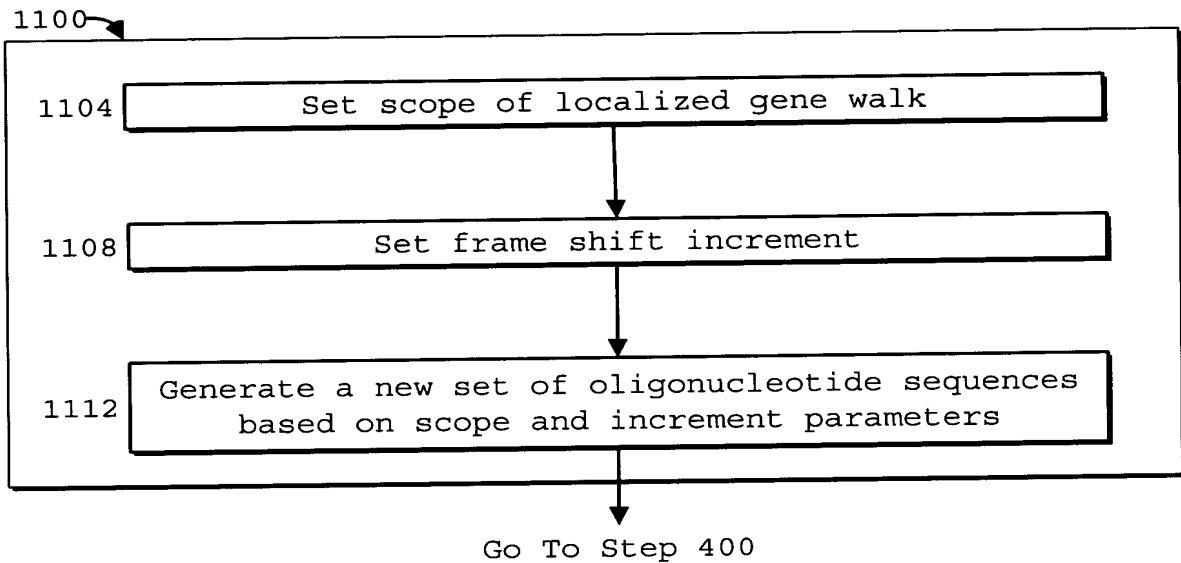 1100
1104 Set scope of localized gene walk
1108 Set frame shift increment
1112 Generate a new set of oligonucleotide sequences
based on scope and increment parameters
Go To Step 400